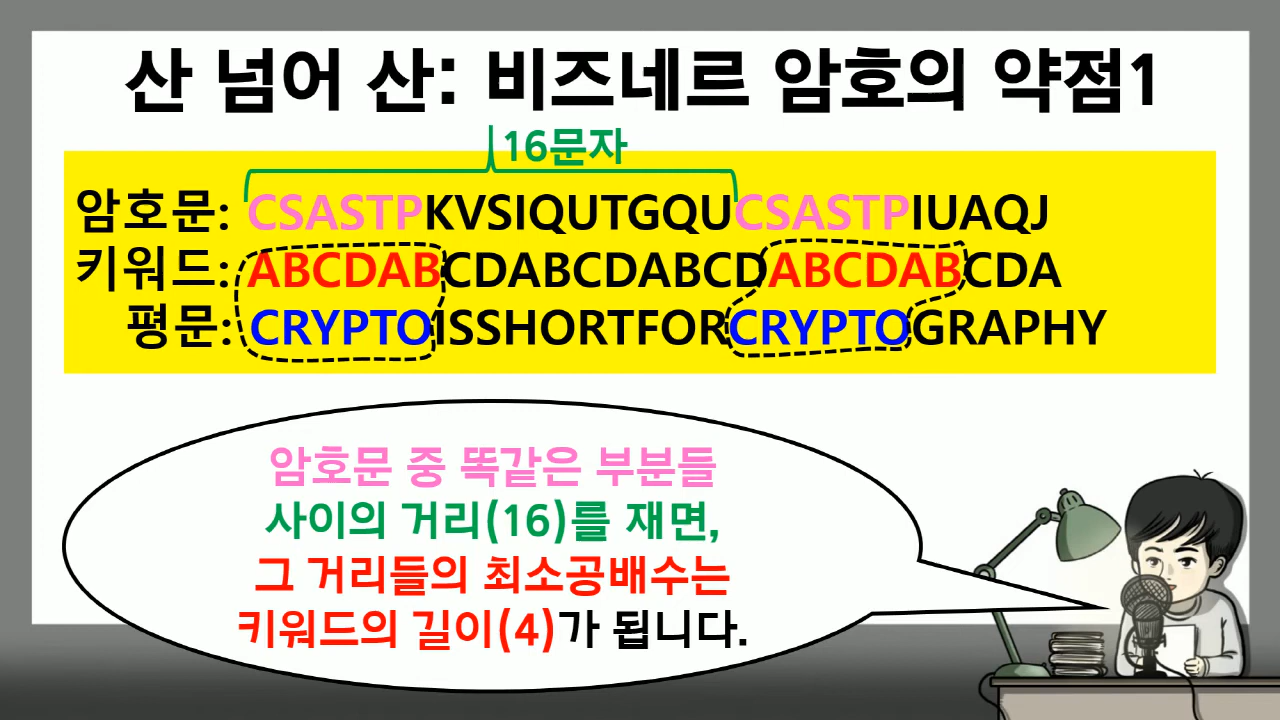 산 넘어 산: 비즈네르 암호의 약점1
16문자
암호문: CSASTPKVSIQUTGQUCSASTPIUAQJ
키워드: ABCDABCDABCDABCDABCDABCDA
평문: CRYPTOISSHORTFORCRYPTOGRAPHY
암호문 중 똑같은 부분들
사이의 거리(16)를 재면,
그 거리들의 최소공배수는
키워드의 길이(4)가 됩니다.